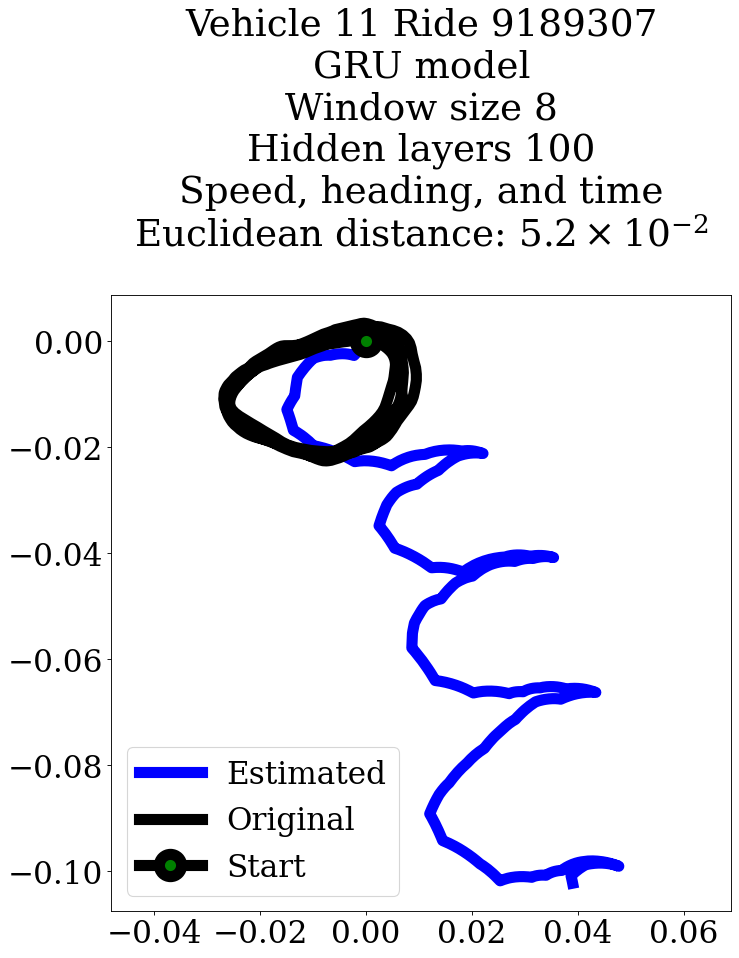 Vehicle 11 Ride 9189307
GRU model
Window size 8
Hidden layers 100
Speed, heading, and time
Euclidean distance: 5.2 × 10⁻²
0.00
−0.02
−0.04
−0.06
−0.08
−0.10
Estimated
Original
Start
−0.04 −0.02 0.00 0.02 0.04 0.06